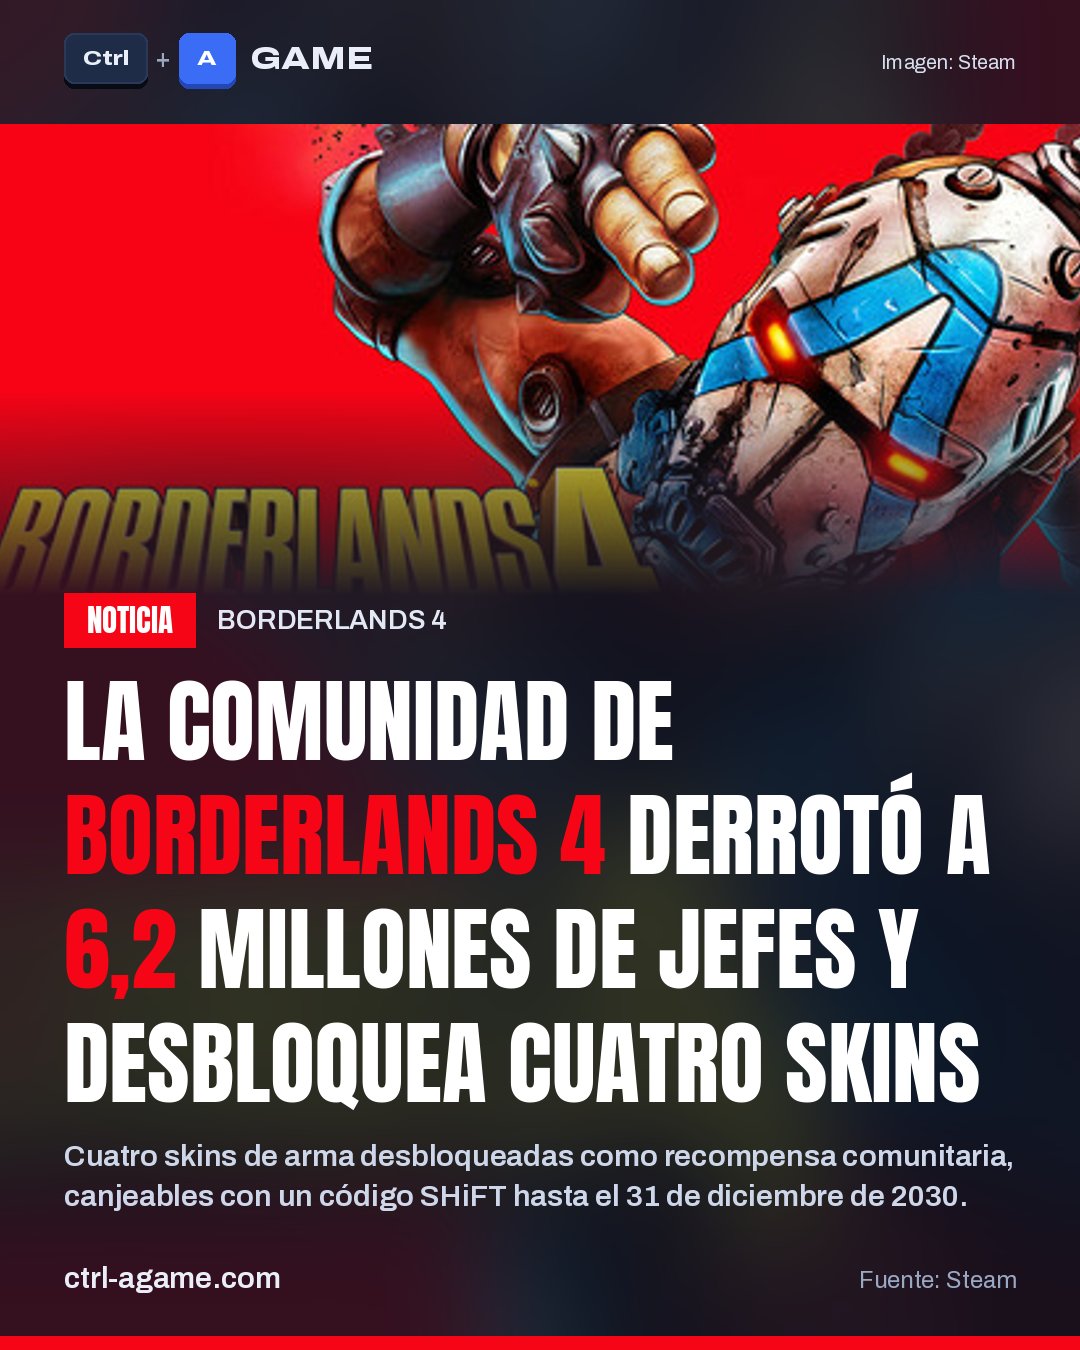 Ctrl + A GAME
Imagen: Steam
BORDERLANDS 4
NOTICIA BORDERLANDS 4
LA COMUNIDAD DE
BORDERLANDS 4 DERROTÓ A
6,2 MILLONES DE JEFES Y
DESBLOQUEA CUATRO SKINS
Cuatro skins de arma desbloqueadas como recompensa comunitaria,
canjeables con un código SHiFT hasta el 31 de diciembre de 2030.
ctrl-agame.com
Fuente: Steam